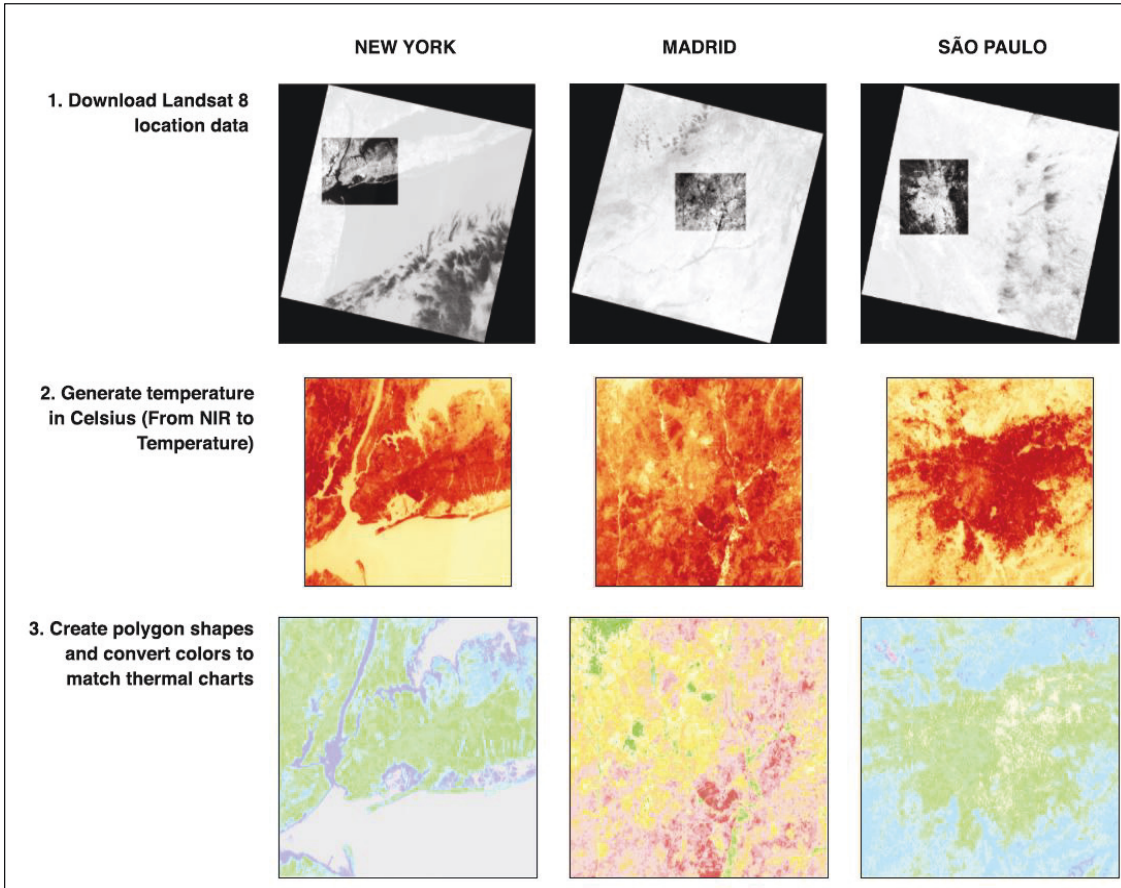 NEW YORK
MADRID
SÃO PAULO
1. Download Landsat 8
location data
2. Generate temperature
in Celsius (From NIR to
Temperature)
3. Create polygon shapes
and convert colors to
match thermal charts